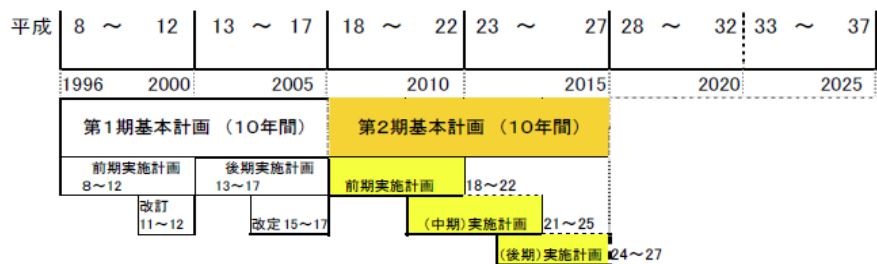 平成 8 ～ 12 13 ～ 17 18 ～ 22 23 ～ 27 28 ～ 32 33 ～ 37
1996 2000 2005 2010 2015 2020 2025
第1期基本計画 （10年間） 第2期基本計画 （10年間）
前期実施計画
8～12
後期実施計画
13～17
前期実施計画 18～22
改訂
11～12
改定15～17
(中期)実施計画 21～25
(後期)実施計画 24～27